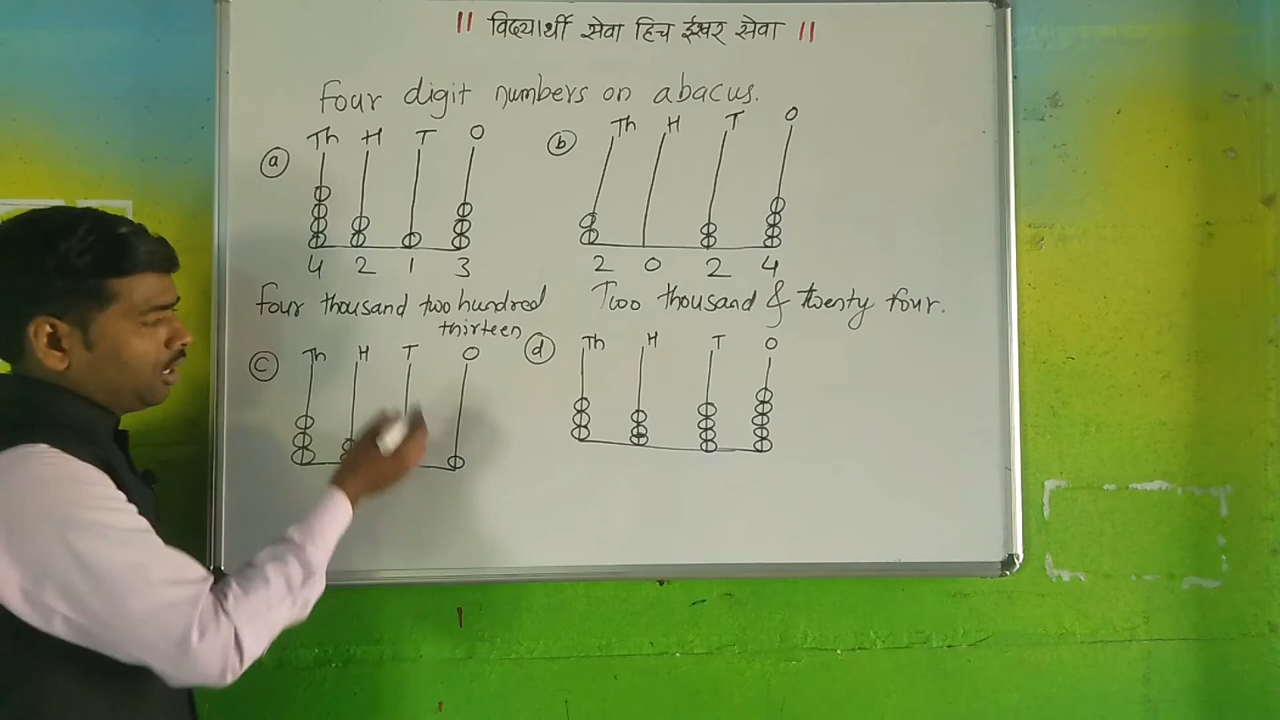 || विद्यार्थी सेवा हिच ईश्वर सेवा ||
Four digit numbers on abacus.
ⓐ Th H T O
4 2 1 3
four thousand two hundred
thirteen
ⓑ Th H T O
2 0 2 4
Two thousand & twenty four.
ⓒ Th H T O
ⓓ Th H T O